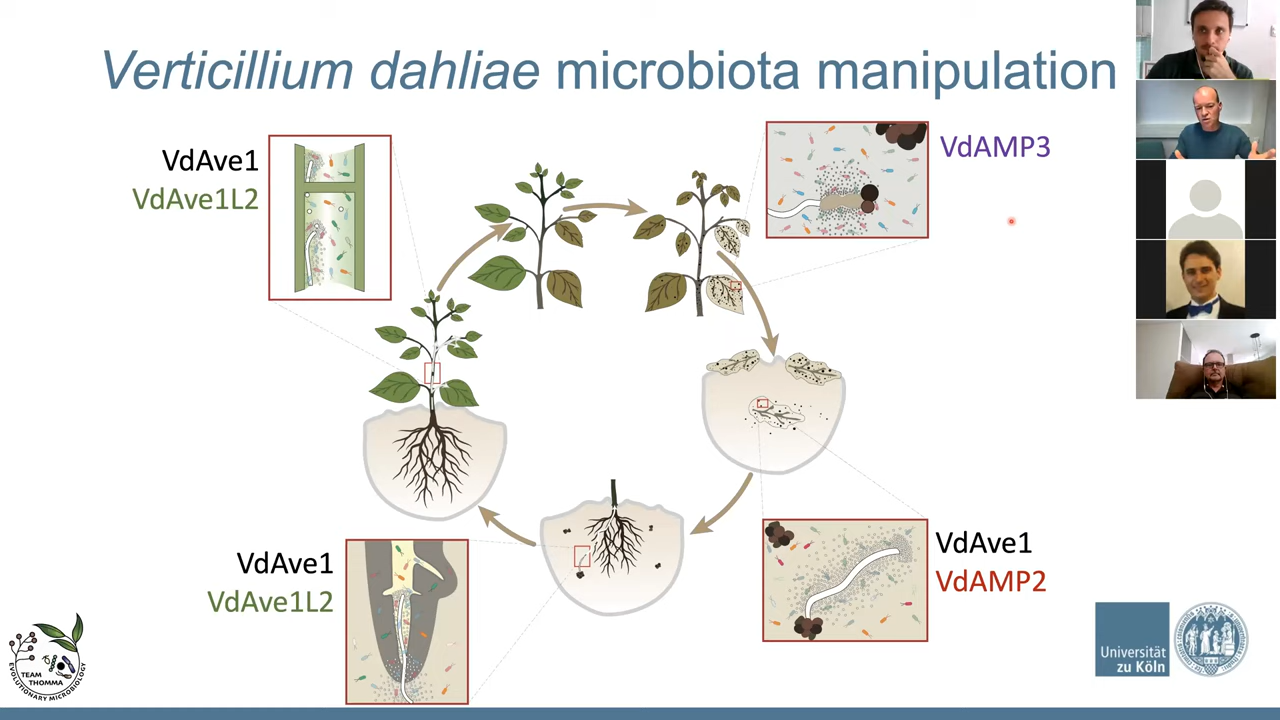 Verticillium dahliae microbiota manipulation
VdAve1
VdAve1L2
VdAMP3
VdAve1
VdAMP2
VdAve1
VdAve1L2
TEAM
THOMMA
EVOLUTIONARY MICROBIOLOGY
Universität
zu Köln